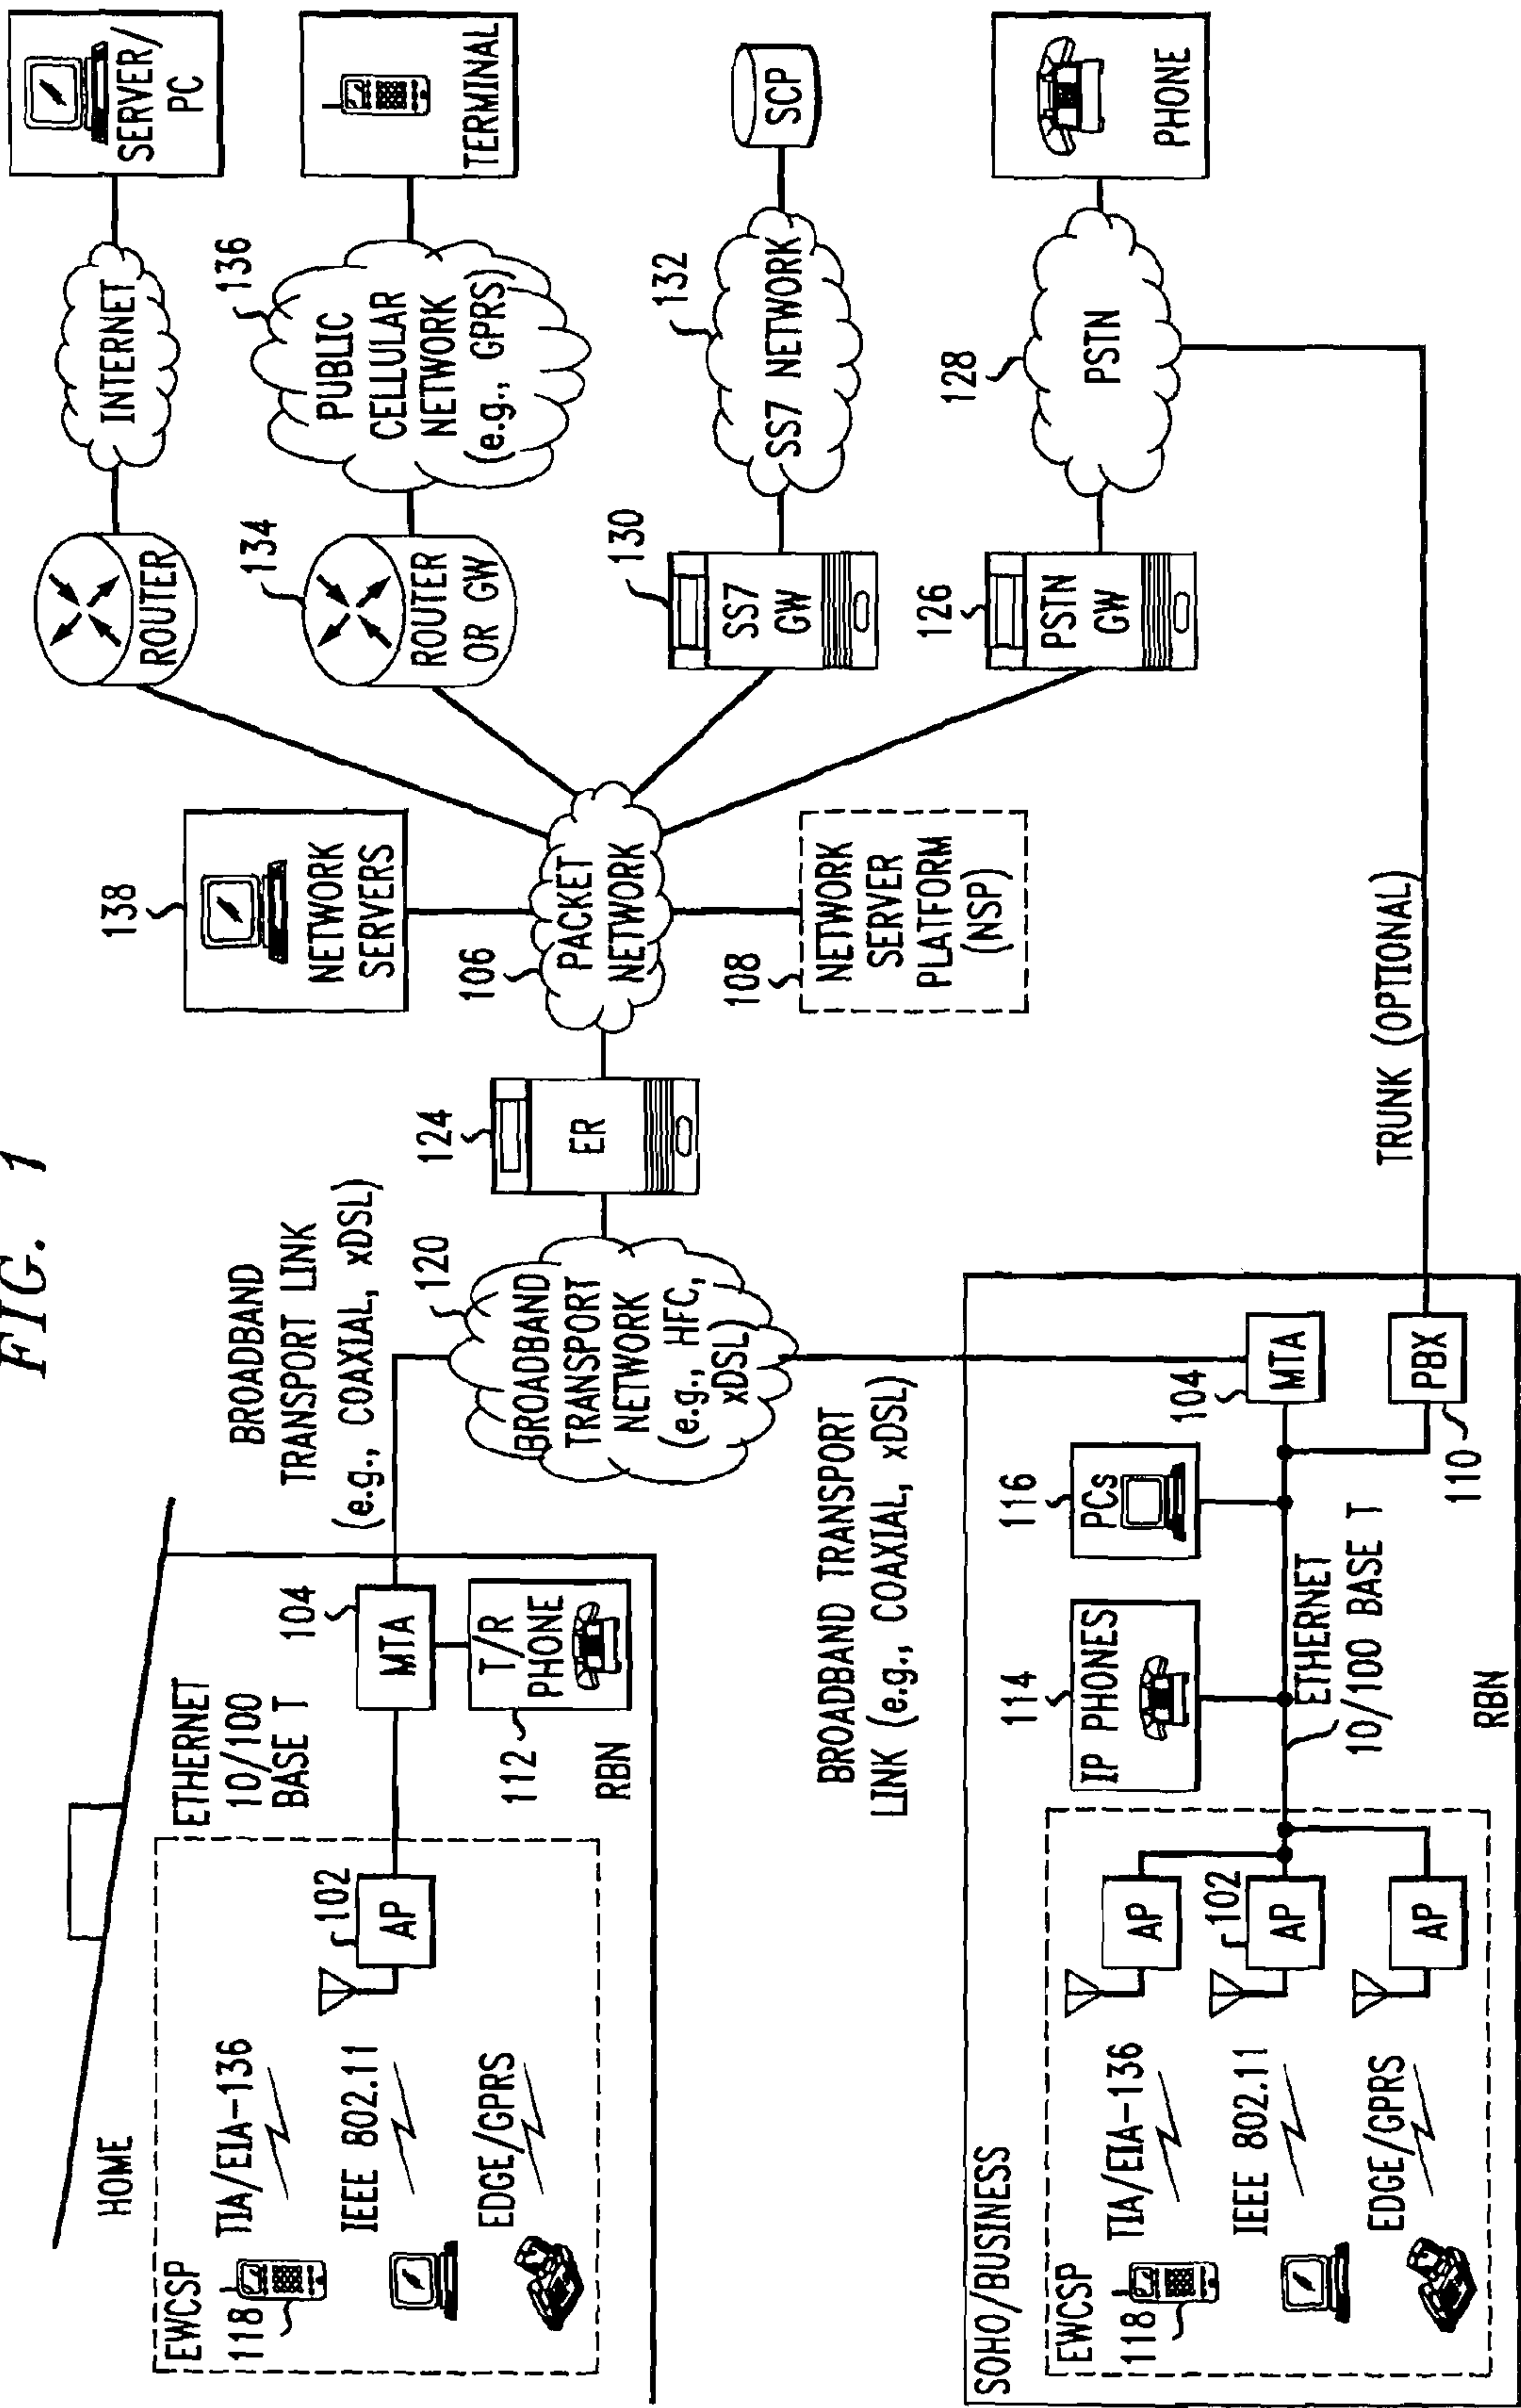 FIG. 1
HOME
EWCSP
118
TIA/EIA-136
IEEE 802.11
EDGE/GPRS
102
AP
ETHERNET
10/100
BASE T
104
MTA
T/R
PHONE
112
RBN
BROADBAND
TRANSPORT LINK
(e.g., COAXIAL, xDSL)
120
BROADBAND
TRANSPORT
NETWORK
(e.g., HFC,
xDSL)
124
ER
138
NETWORK
SERVERS
106
PACKET
NETWORK
108
NETWORK
SERVER
PLATFORM
(NSP)
ROUTER
INTERNET
SERVER/
PC
134
ROUTER
OR GW
136
PUBLIC
CELLULAR
NETWORK
(e.g., GPRS)
TERMINAL
130
SS7
GW
132
SS7 NETWORK
SCP
126
PSTN
GW
128
PSTN
PHONE
BROADBAND TRANSPORT
LINK (e.g., COAXIAL, xDSL)
SOHO/BUSINESS
EWCSP
118
TIA/EIA-136
IEEE 802.11
EDGE/GPRS
AP
102
AP
AP
114
IP PHONES
116
PCs
ETHERNET
10/100 BASE T
104
MTA
110
PBX
RBN
TRUNK (OPTIONAL)